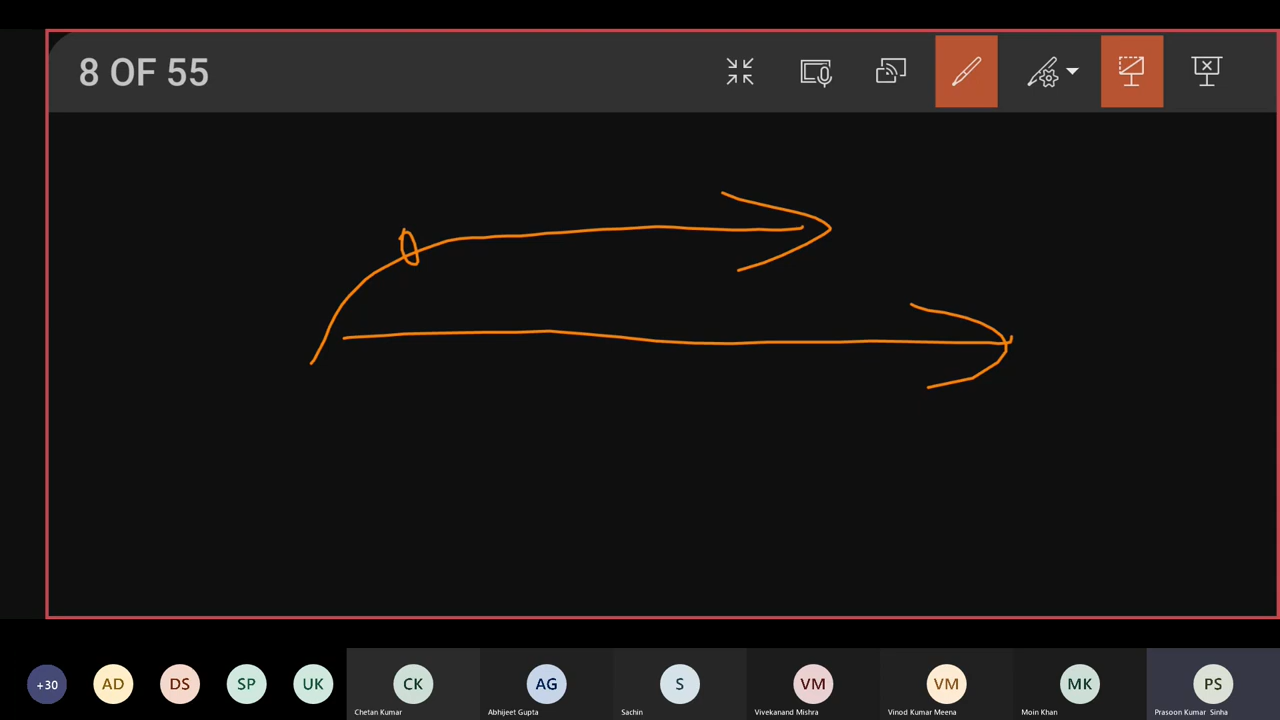 8 OF 55
+30 AD DS SP UK CK AG S VM VM MK PS
Chetan Kumar Abhijeet Gupta Sachin Vivekanand Mishra Vinod Kumar Meena Moin Khan Prasoon Kumar Sinha